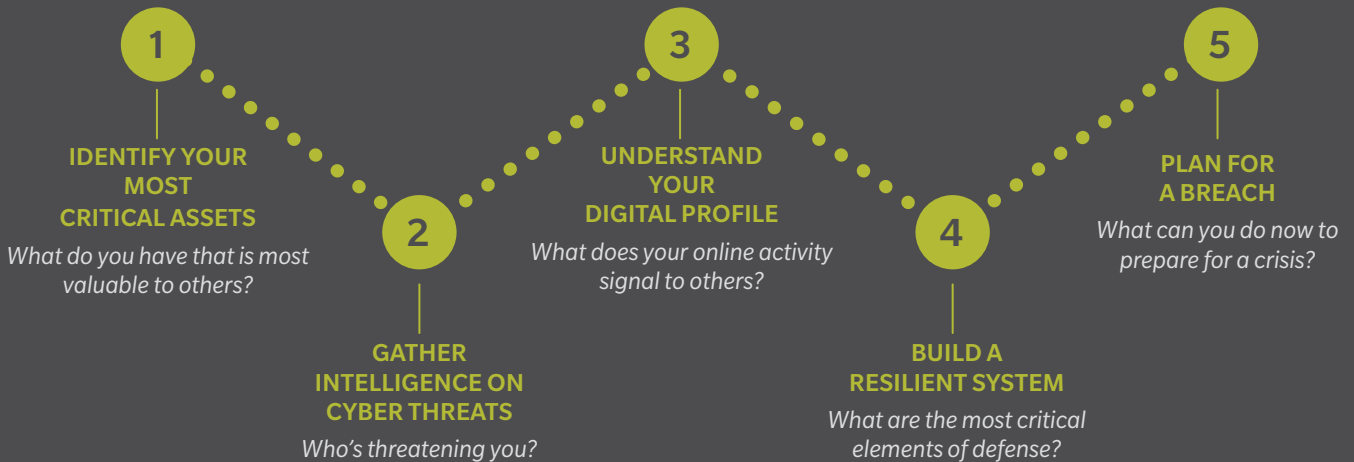 1
IDENTIFY YOUR
MOST
CRITICAL ASSETS
What do you have that is most
valuable to others?
2
GATHER
INTELLIGENCE ON
CYBER THREATS
Who’s threatening you?
3
UNDERSTAND
YOUR
DIGITAL PROFILE
What does your online activity
signal to others?
4
BUILD A
RESILIENT SYSTEM
What are the most critical
elements of defense?
5
PLAN FOR
A BREACH
What can you do now to
prepare for a crisis?